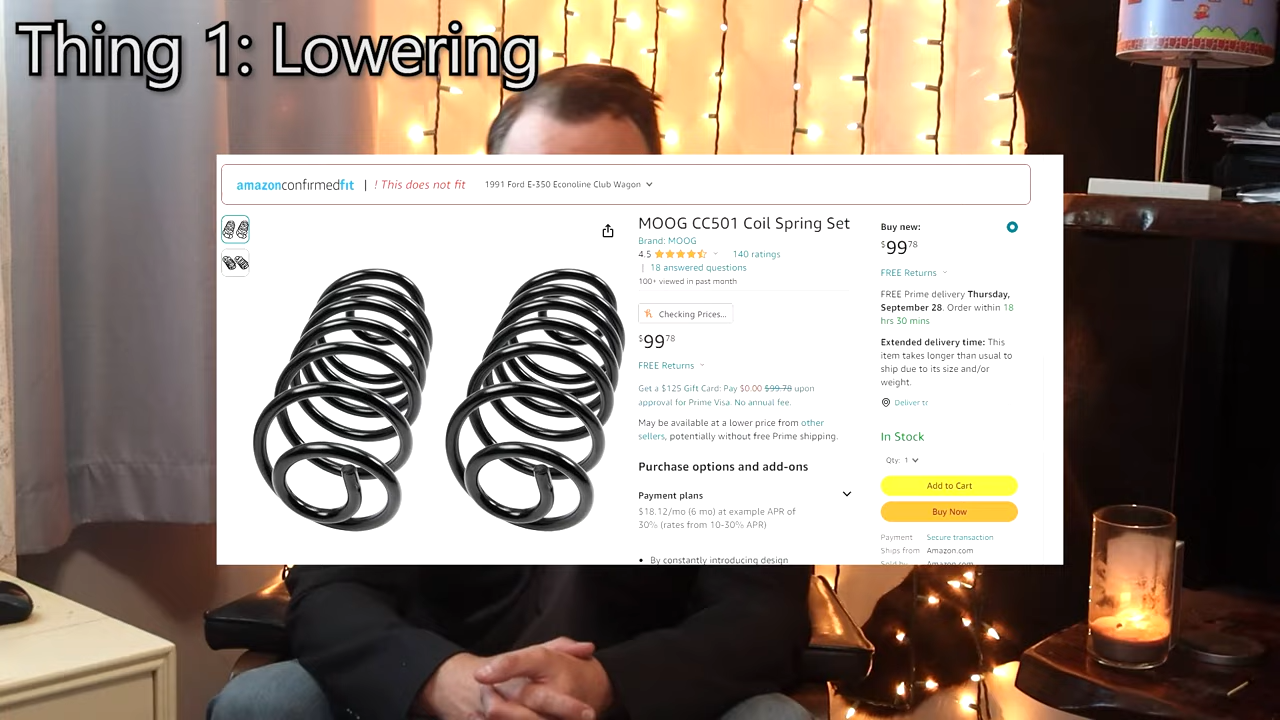 Thing 1: Lowering
amazonconfirmedfit | ! This does not fit 1991 Ford E-350 Econoline Club Wagon
MOOG CC501 Coil Spring Set
Brand: MOOG
4.5 140 ratings
| 18 answered questions
100+ viewed in past month
Checking Prices...
$99 78
FREE Returns
Get a $125 Gift Card: Pay $0.00 $99.78 upon
approval for Prime Visa. No annual fee.
May be available at a lower price from other
sellers, potentially without free Prime shipping.
Purchase options and add-ons
Payment plans
$18.12/mo (6 mo) at example APR of
30% (rates from 10-30% APR)
• By constantly introducing design
Buy new:
$99 78
FREE Returns
FREE Prime delivery Thursday,
September 28. Order within 18
hrs 30 mins
Extended delivery time: This
item takes longer than usual to
ship due to its size and/or
weight.
Deliver tr
In Stock
Qty: 1
Add to Cart
Buy Now
Payment Secure transaction
Ships from Amazon.com
Sold by Amazon.com